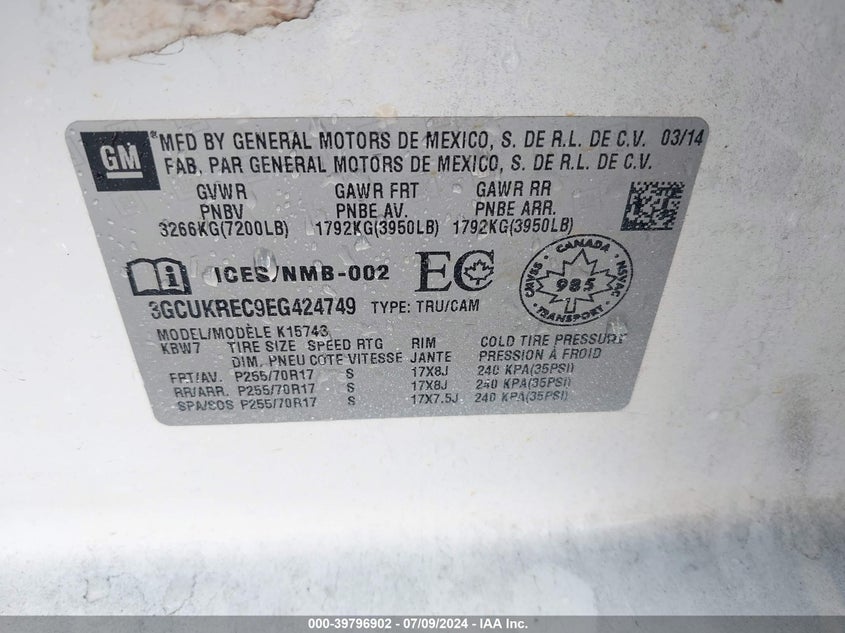 GM
® MFD BY GENERAL MOTORS DE MEXICO, S. DE R.L. DE C.V. 03/14
FAB. PAR GENERAL MOTORS DE MEXICO, S. DE R.L. DE C.V.
GVWR GAWR FRT GAWR RR
PNBV PNBE AV. PNBE ARR.
3266KG(7200LB) 1792KG(3950LB) 1792KG(3950LB)
i ICES/NMB-002 EC
CANADA
985
TRANSPORT
CMVSS
NSVAC
3GCUKREC9EG424749 TYPE: TRU/CAM
MODEL/MODÈLE K15743
KBW7 TIRE SIZE SPEED RTG RIM COLD TIRE PRESSURE
DIM. PNEU COTE VITESSE JANTE PRESSION À FROID
FRT/AV. P255/70R17 S 17X8J 240 KPA(35PSI)
RR/ARR. P255/70R17 S 17X8J 240 KPA(35PSI)
SPA/SOS P255/70R17 S 17X7.5J 240 KPA(35PSI)
000-39796902 - 07/09/2024 - IAA Inc.